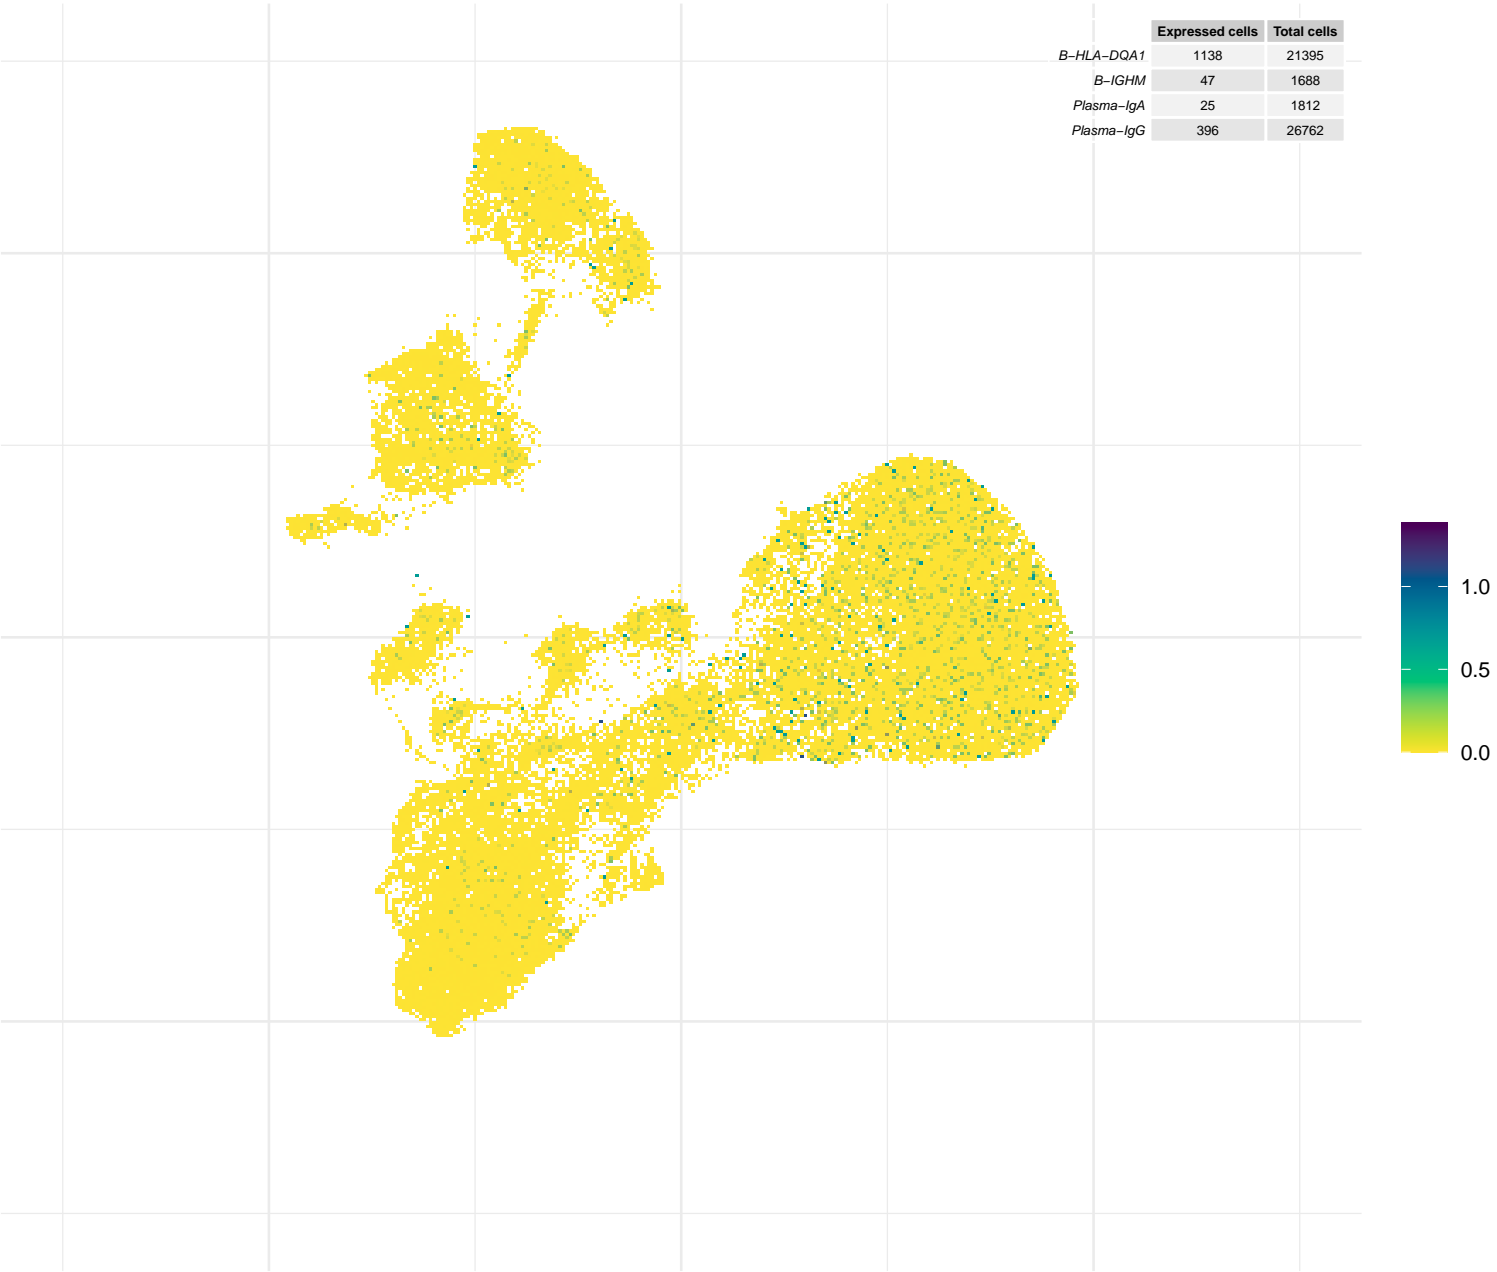 Expressed cells Total cells
B−HLA−DQA1 1138 21395
B−IGHM 47 1688
Plasma−IgA 25 1812
Plasma−IgG 396 26762
1.0
0.5
0.0